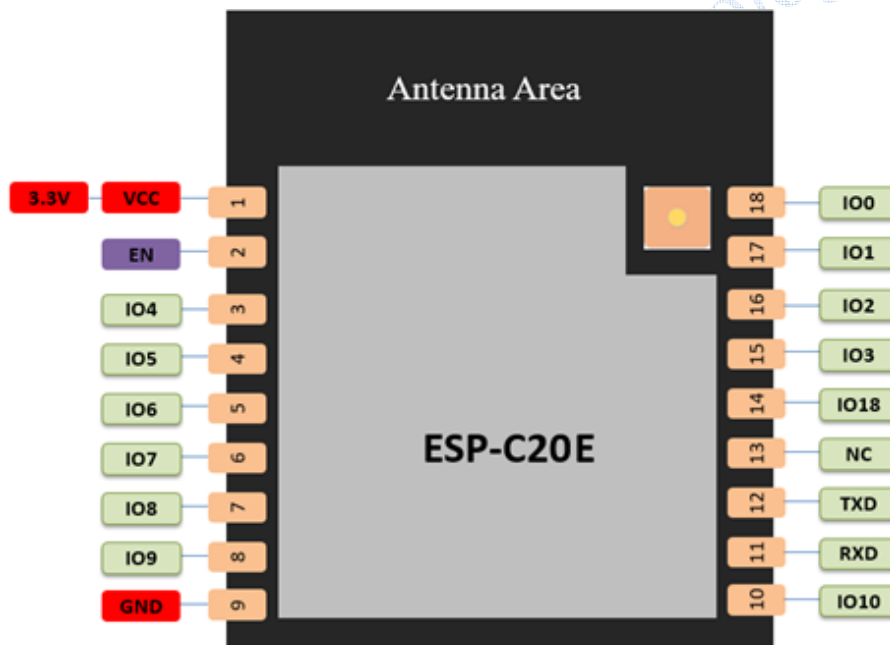 Antenna Area
3.3V VCC 1 18 IO0
EN 2 17 IO1
IO4 3 16 IO2
IO5 4 15 IO3
IO6 5 14 IO18
ESP-C20E
IO7 6 13 NC
IO8 7 12 TXD
IO9 8 11 RXD
GND 9 10 IO10